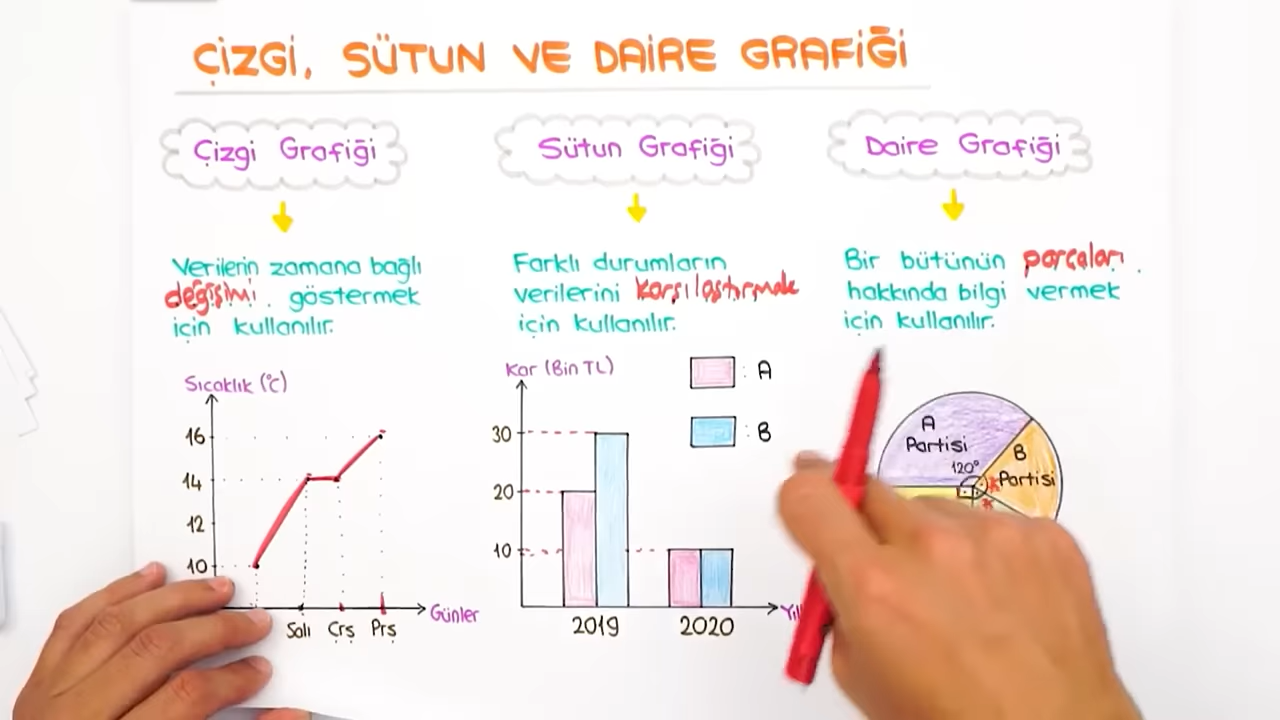 ÇİZGİ, SÜTUN VE DAİRE GRAFİĞİ
Çizgi Grafiği
Verilerin zamana bağlı
değişimi. göstermek
için kullanılır.
Sıcaklık (°C)
16
14
12
10
Salı Çrş Prş
Günler
Sütun Grafiği
Farklı durumların
verilerini karşılaştırmak
için kullanılır.
Kar (Bin TL)
: A
: B
30
20
10
2019 2020
Daire Grafiği
Bir bütünün parçaları.
hakkında bilgi vermek
için kullanılır.
A
Partisi
120°
B
Partisi